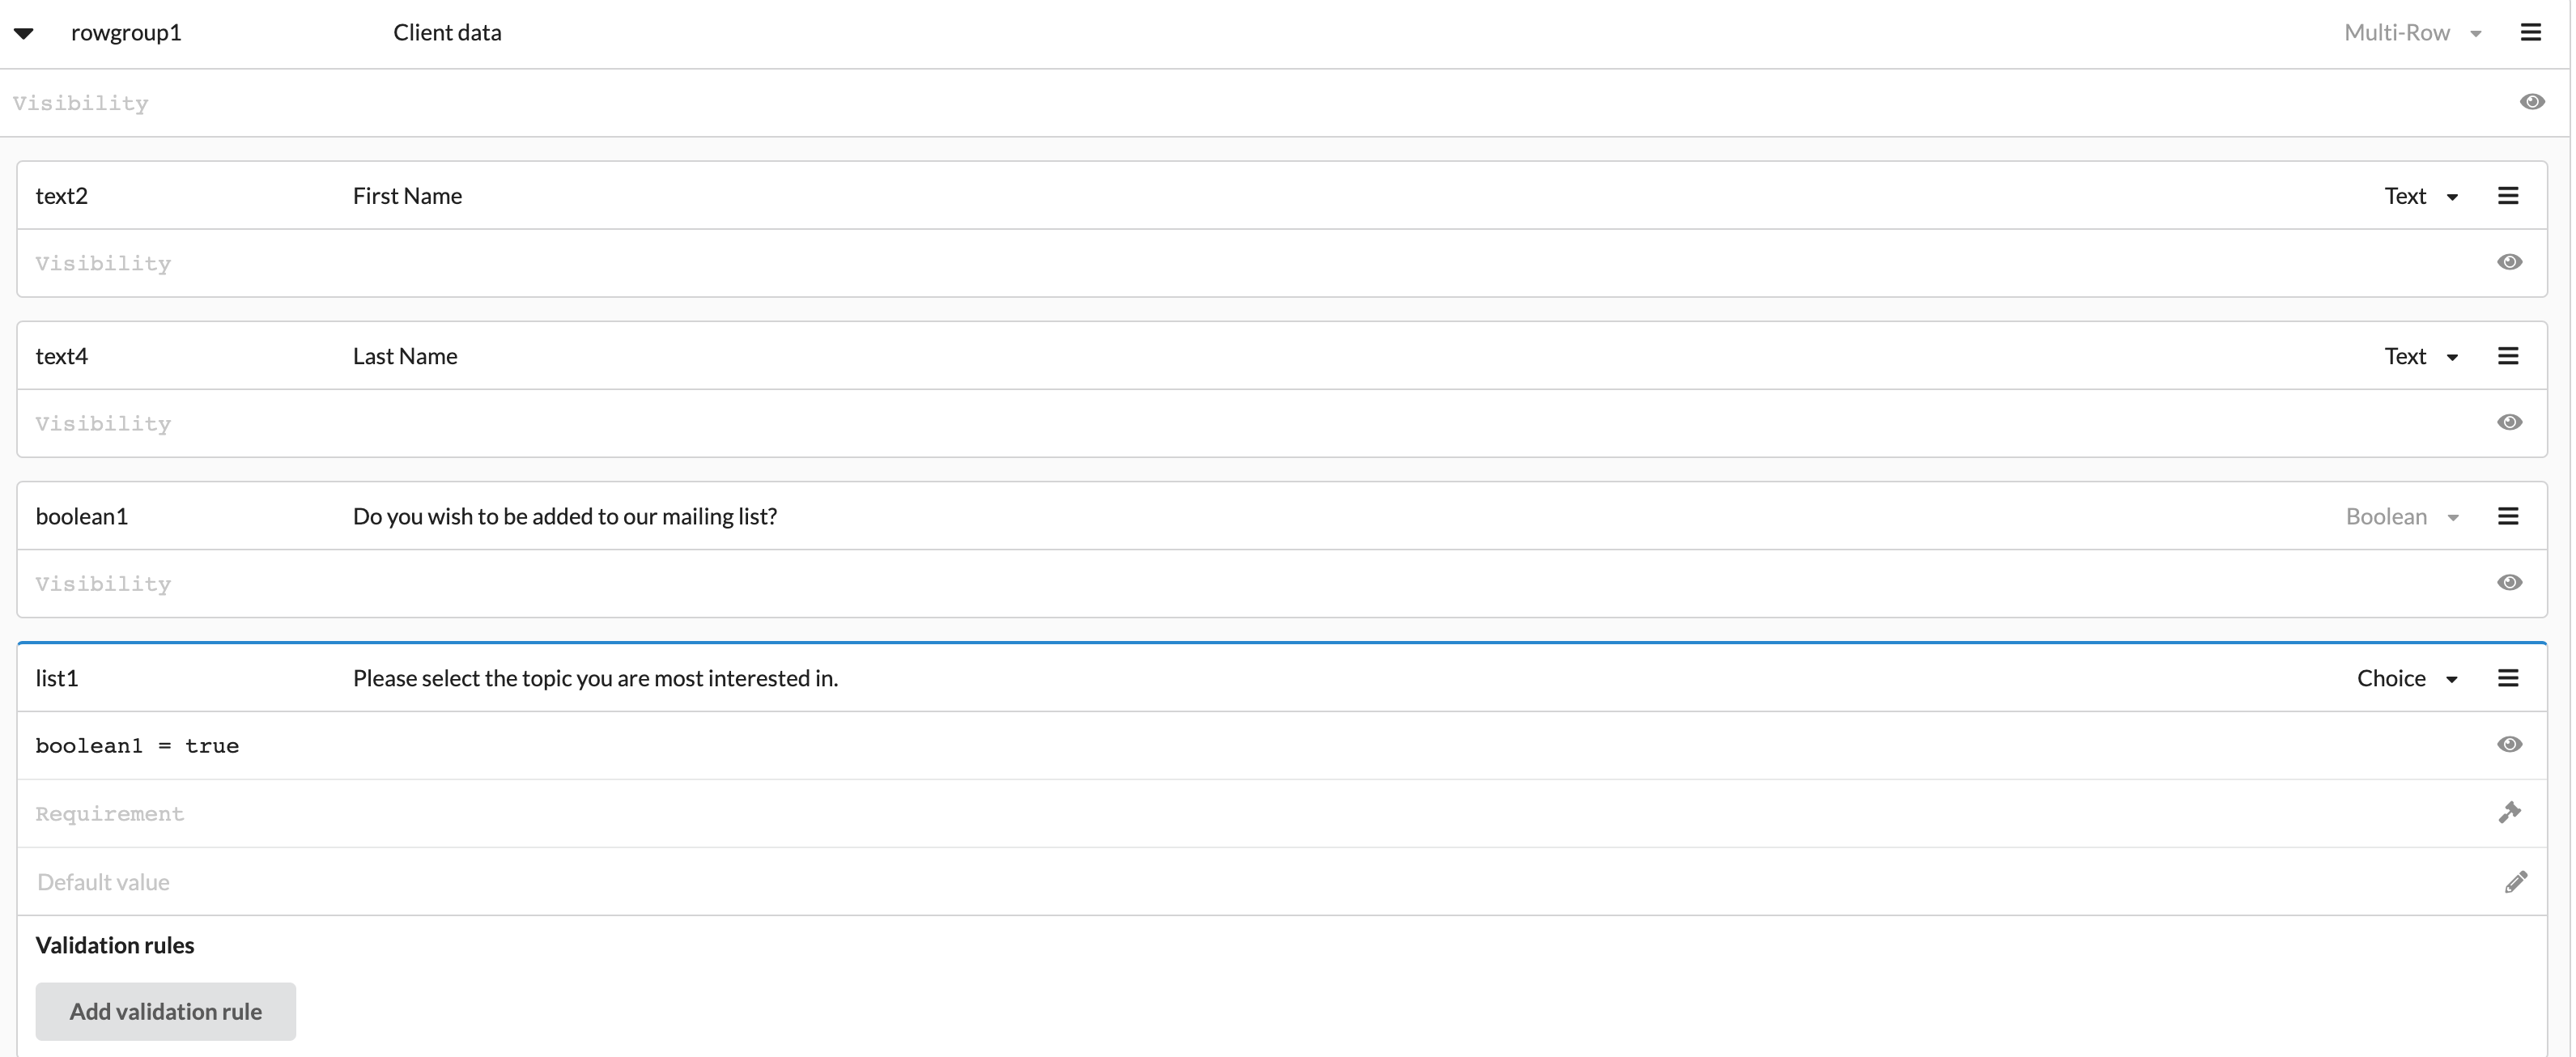 rowgroup1 Client data Multi-Row
Visibility
text2 First Name Text
Visibility
text4 Last Name Text
Visibility
boolean1 Do you wish to be added to our mailing list? Boolean
Visibility
list1 Please select the topic you are most interested in. Choice
boolean1 = true
Requirement
Default value
Validation rules
Add validation rule